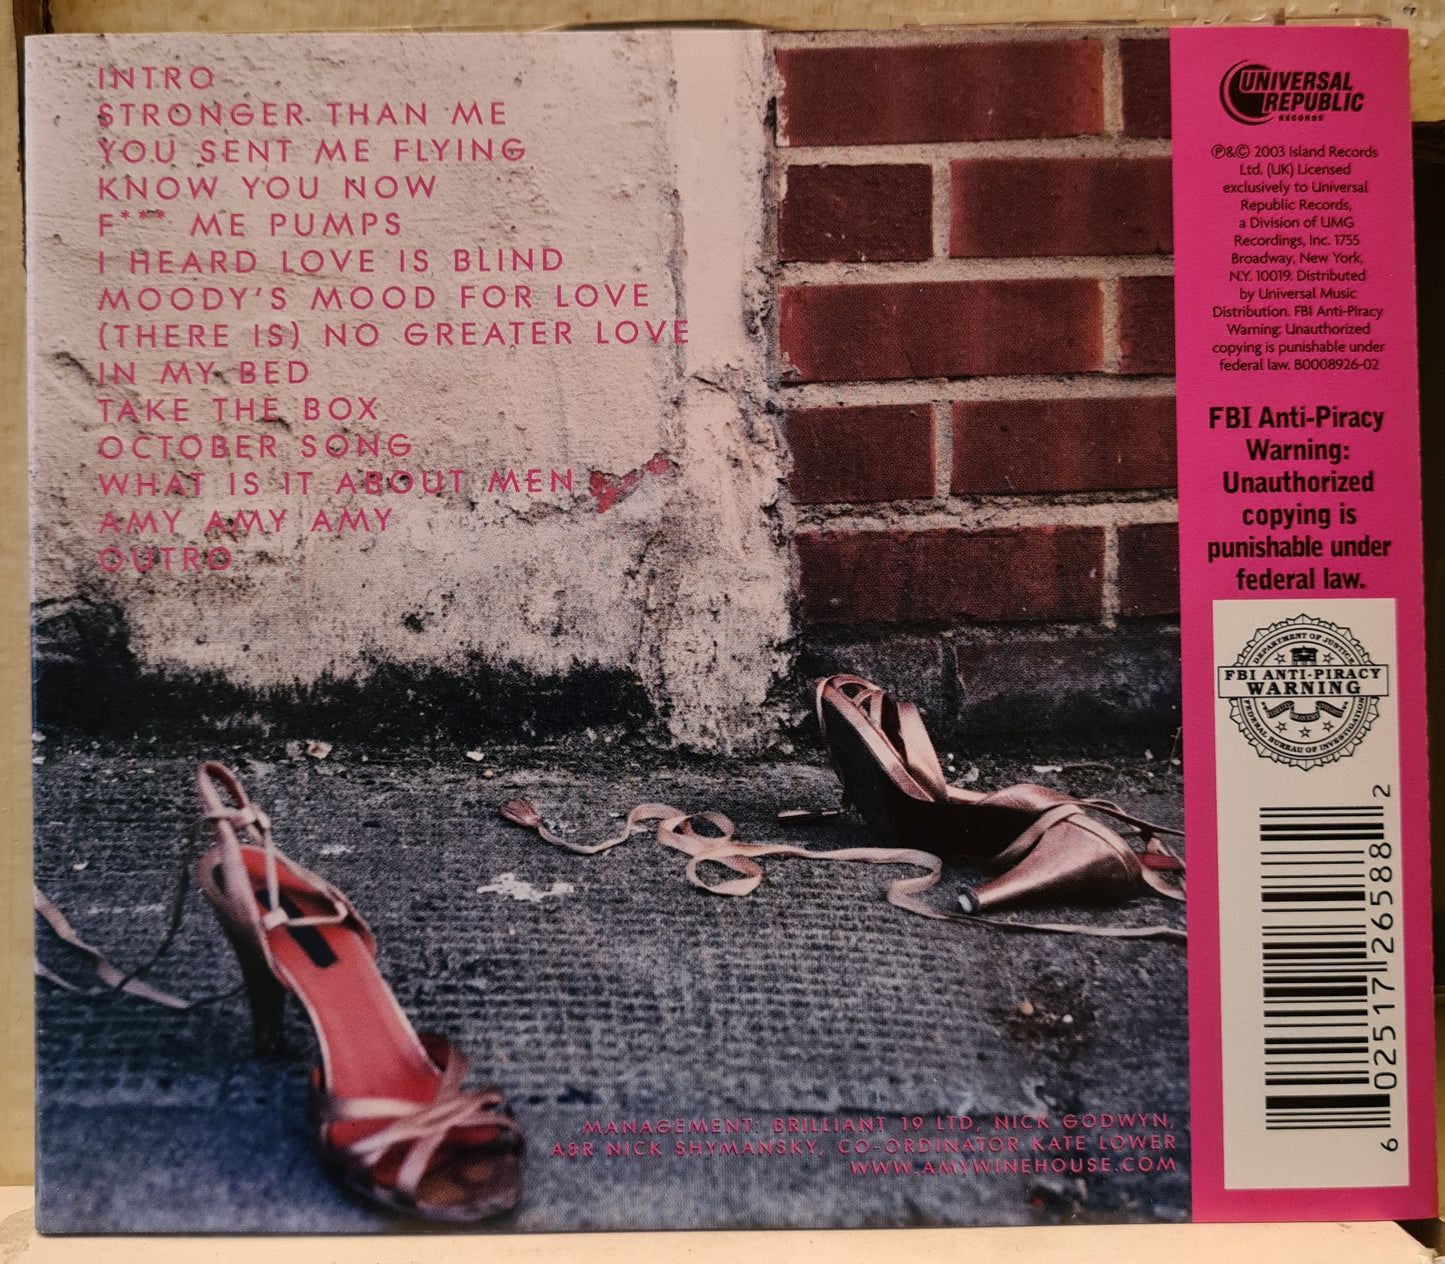 INTRO
STRONGER THAN ME
YOU SENT ME FLYING
KNOW YOU NOW
F*** ME PUMPS
I HEARD LOVE IS BLIND
MOODY'S MOOD FOR LOVE
(THERE IS) NO GREATER LOVE
IN MY BED
TAKE THE BOX
OCTOBER SONG
WHAT IS IT ABOUT MEN
AMY AMY AMY
OUTRO
MANAGEMENT: BRILLIANT 19 LTD, NICK GODWYN,
A&R NICK SHYMANSKY, CO-ORDINATOR KATE LOWER
WWW.AMYWINEHOUSE.COM
UNIVERSAL
REPUBLIC
RECORDS
℗&© 2003 Island Records
Ltd. (UK) Licensed
exclusively to Universal
Republic Records,
a Division of UMG
Recordings, Inc. 1755
Broadway, New York,
N.Y. 10019. Distributed
by Universal Music
Distribution. FBI Anti-Piracy
Warning: Unauthorized
copying is punishable under
federal law. B0008926-02
FBI Anti-Piracy
Warning:
Unauthorized
copying is
punishable under
federal law.
DEPARTMENT OF JUSTICE
FBI ANTI-PIRACY
WARNING
FEDERAL BUREAU OF INVESTIGATION
6 02517 26588 2